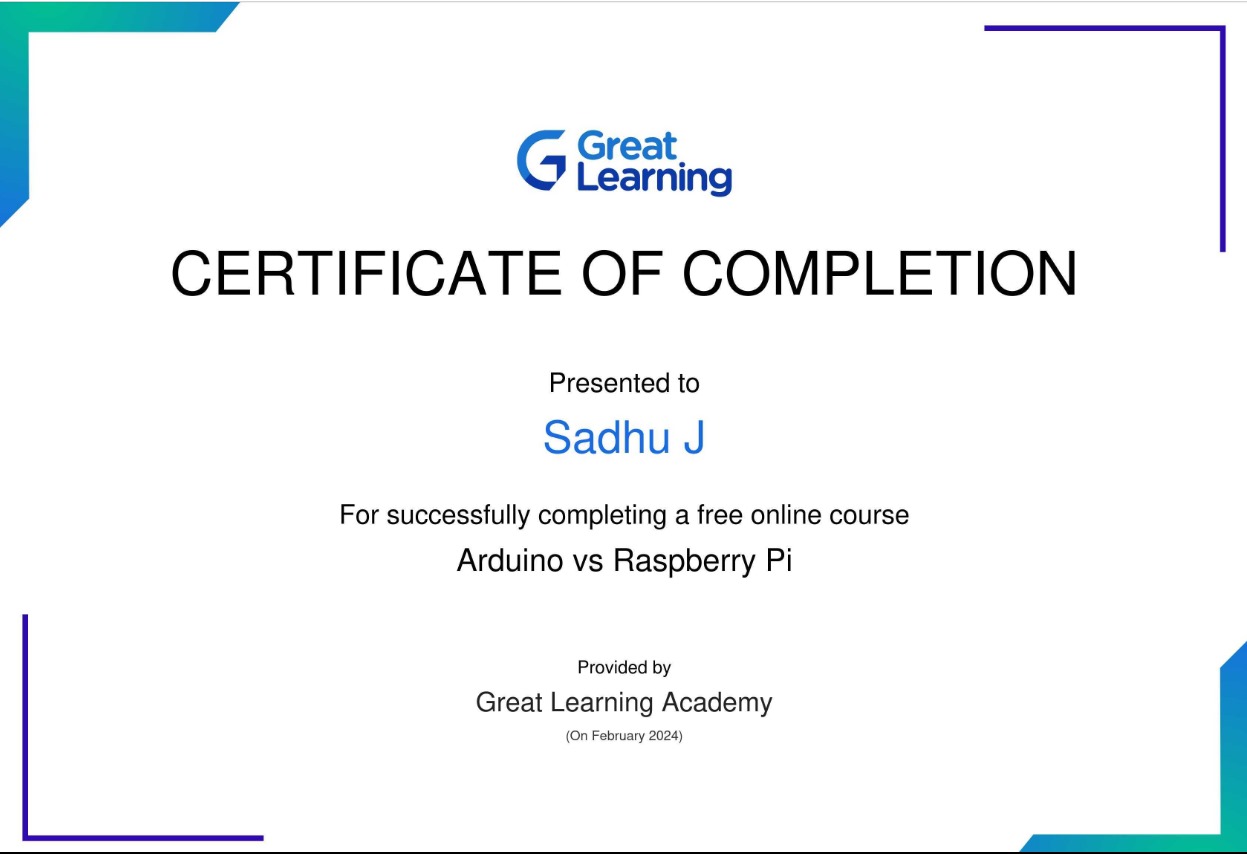 Great
Learning
CERTIFICATE OF COMPLETION
Presented to
Sadhu J
For successfully completing a free online course
Arduino vs Raspberry Pi
Provided by
Great Learning Academy
(On February 2024)